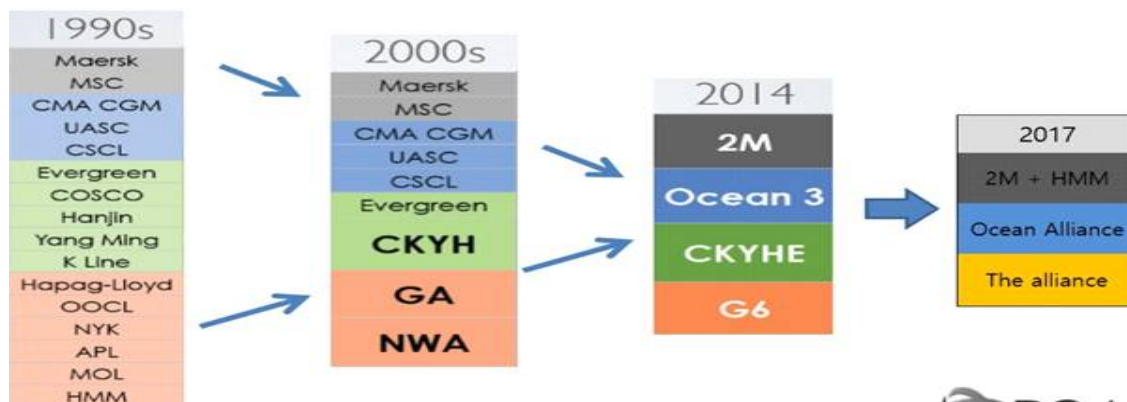 1990s
Maersk
MSC
CMA CGM
UASC
CSCL
Evergreen
COSCO
Hanjin
Yang Ming
K Line
Hapag-Lloyd
OOCL
NYK
APL
MOL
HMM
2000s
Maersk
MSC
CMA CGM
UASC
CSCL
Evergreen
CKYH
GA
NWA
2014
2M
Ocean 3
CKYHE
G6
2017
2M + HMM
Ocean Alliance
The alliance